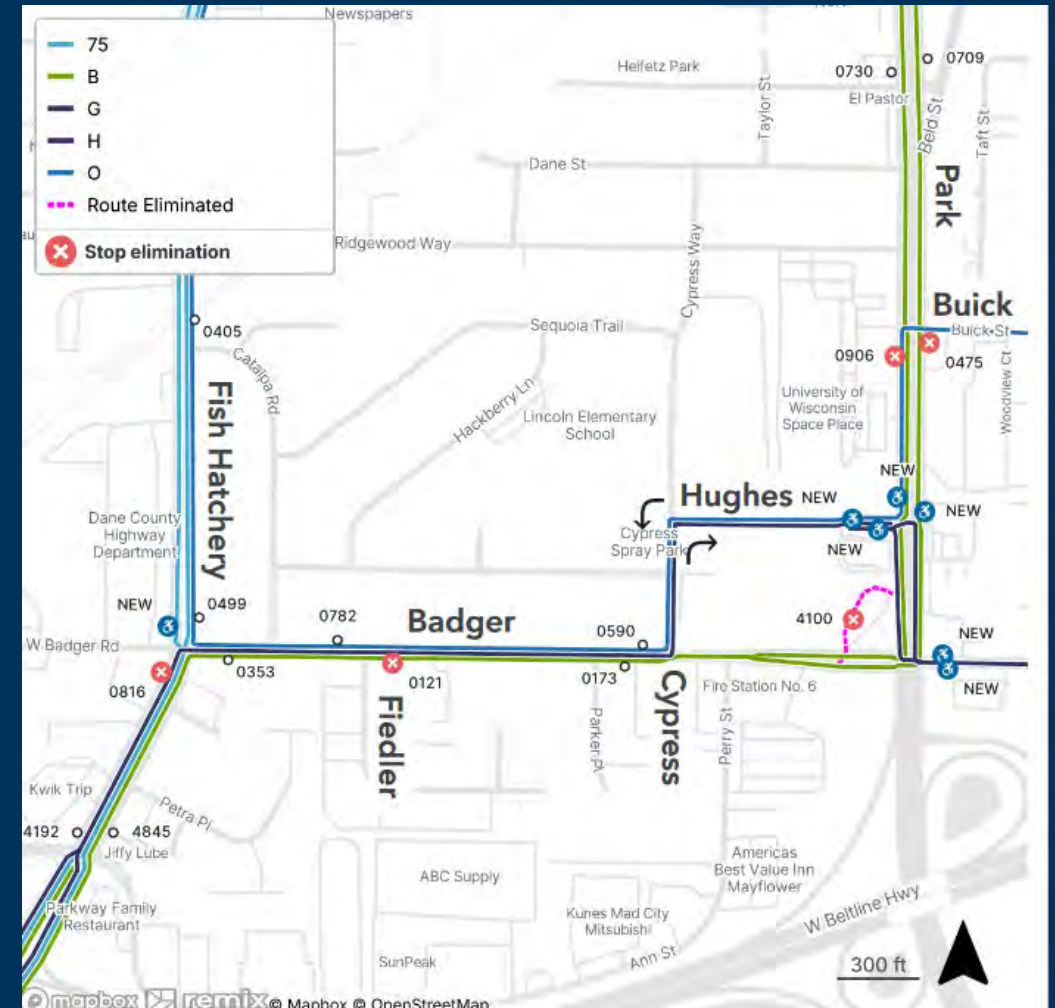 Newspapers
75
B
G
H
O
Route Eliminated
Stop elimination
Heifetz Park
0730
0709
El Pastor
Beld St
Taft St
Taylor St
Dane St
Park
Ridgewood Way
Cypress Way
Buick
Buick St
0405
Sequoia Trail
0906
0475
Catalpa Rd
Fish Hatchery
Hackberry Ln
Lincoln Elementary
School
University of
Wisconsin
Space Place
Woodview Ct
NEW
Hughes
NEW
NEW
Dane County
Highway
Department
Cypress
Spray Park
NEW
NEW
0499
0782
Badger
0590
4100
NEW
W Badger Rd
0816
0353
0121
0173
Fire Station No. 6
NEW
Fiedler
Parker Pl
Cypress
Perry St
Kwik Trip
Petra Pl
4192
4845
Jiffy Lube
ABC Supply
Americas
Best Value Inn
Mayflower
Parkway Family
Restaurant
Kunes Mad City
Mitsubishi
W Beltline Hwy
SunPeak
Ann St
300 ft
mapbox remix © Mapbox © OpenStreetMap